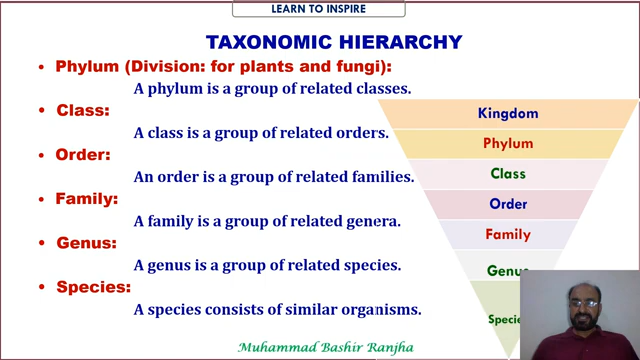 LEARN TO INSPIRE
TAXONOMIC HIERARCHY
• Phylum (Division: for plants and fungi):
A phylum is a group of related classes.
• Class:
A class is a group of related orders.
• Order:
An order is a group of related families.
• Family:
A family is a group of related genera.
• Genus:
A genus is a group of related species.
• Species:
A species consists of similar organisms.
Kingdom
Phylum
Class
Order
Family
Genus
Specie
Muhammad Bashir Ranjha